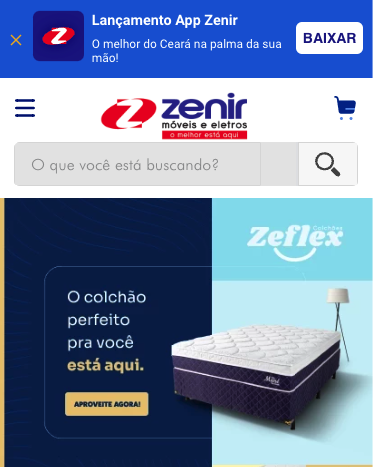 Lançamento App Zenir
O melhor do Ceará na palma da sua
mão!
BAIXAR
zenir
móveis e eletros
o melhor está aqui
O que você está buscando?
Colchões
Zeflex
O colchão
perfeito
pra você
está aqui.
APROVEITE AGORA!